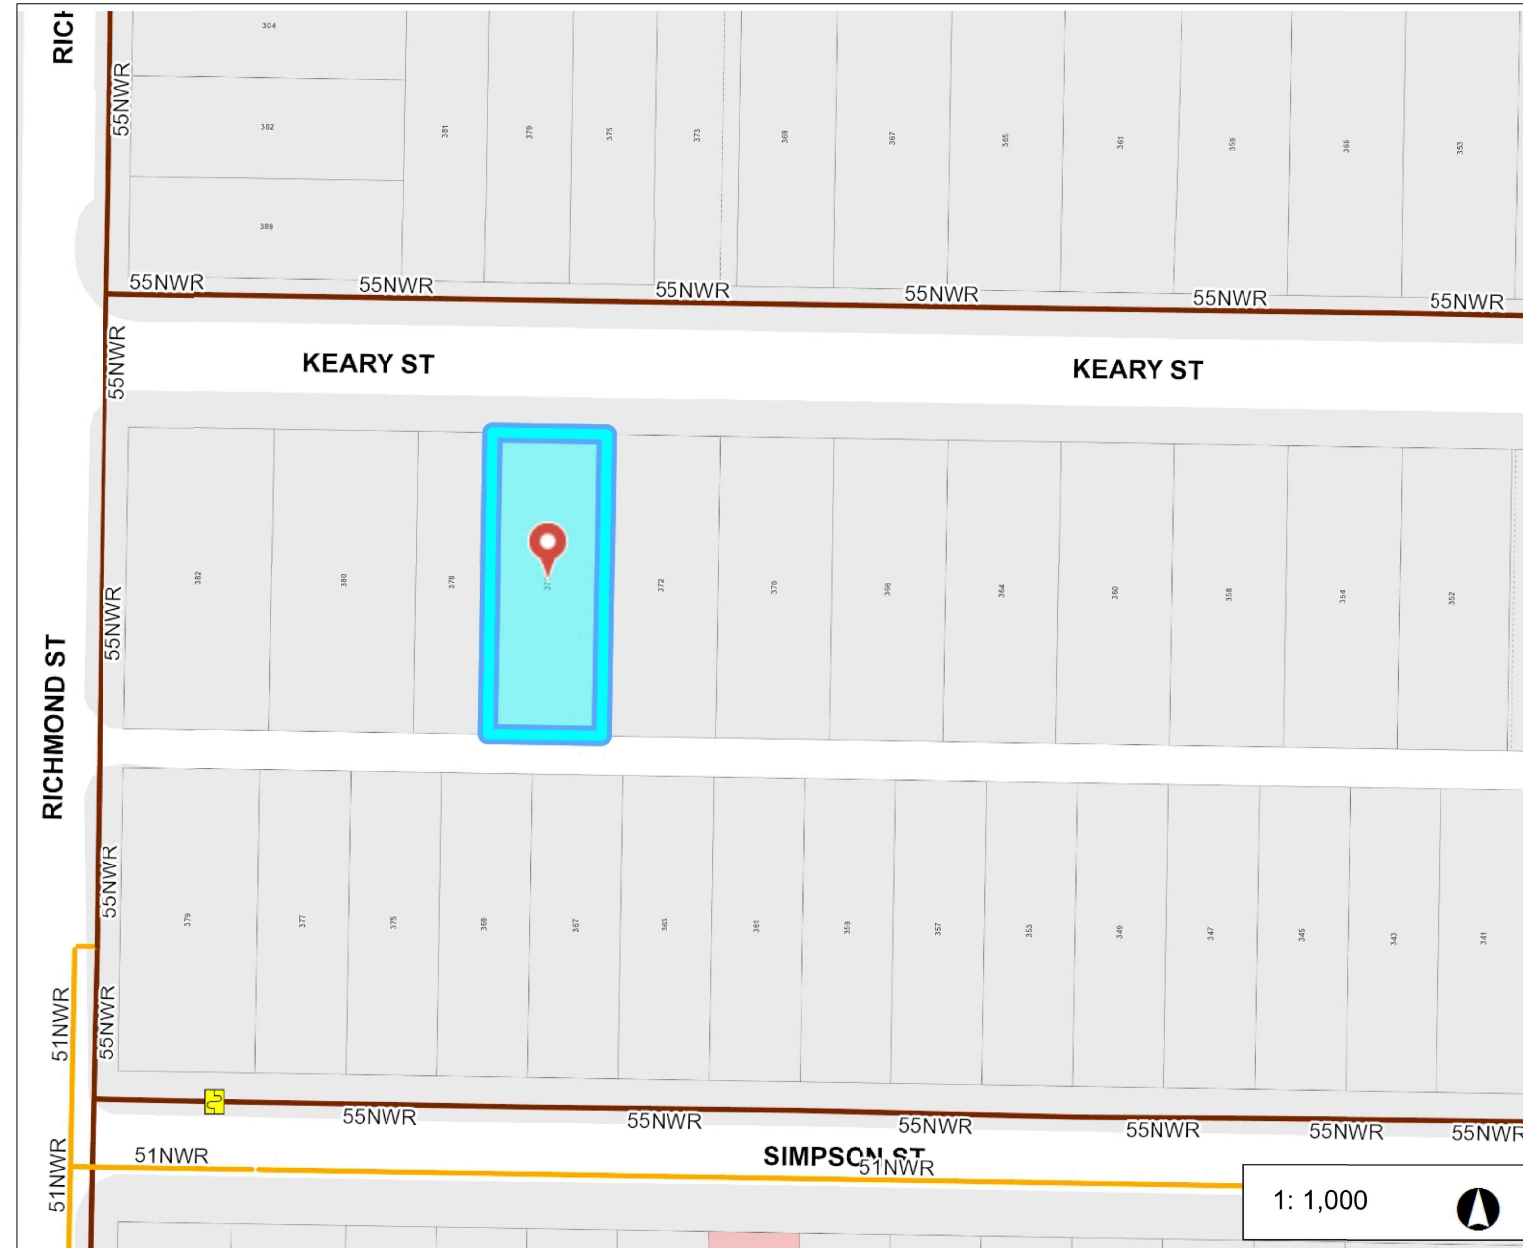 RICH
304
55NWR
302
381
379
375
373
369
367
365
361
359
355
353
389
55NWR
55NWR
55NWR
55NWR
55NWR
55NWR
55NWR
KEARY ST
KEARY ST
382
380
378
372
370
366
364
360
358
354
352
55NWR
RICHMOND ST
55NWR
379
377
375
369
367
363
361
359
357
353
349
347
345
343
341
51NWR
55NWR
55NWR
55NWR
55NWR
55NWR
55NWR
55NWR
51NWR
51NWR
SIMPSON ST
51NWR
1: 1,000